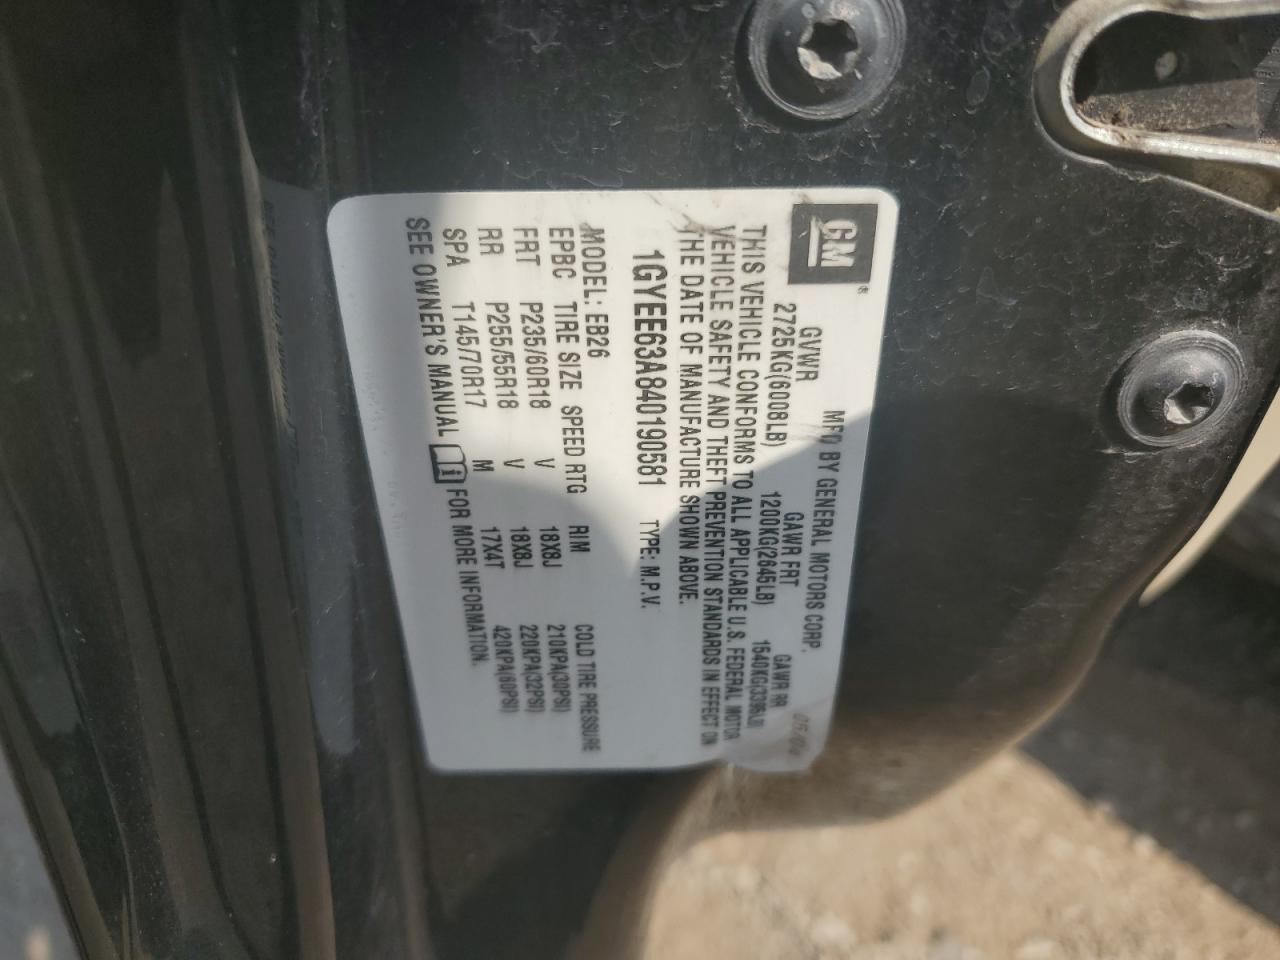 GM ®
MFD BY GENERAL MOTORS CORP. 05/04
GVWR GAWR FRT GAWR RR
2725KG(6008LB) 1200KG(2645LB) 1540KG(3395LB)
THIS VEHICLE CONFORMS TO ALL APPLICABLE U.S. FEDERAL MOTOR
VEHICLE SAFETY AND THEFT PREVENTION STANDARDS IN EFFECT ON
THE DATE OF MANUFACTURE SHOWN ABOVE.
1GYEE63A840190581 TYPE: M.P.V.
MODEL: EB26
EPBC TIRE SIZE SPEED RTG RIM COLD TIRE PRESSURE
FRT P235/60R18 V 18X8J 210KPA(30PSI)
RR P255/55R18 V 18X8J 220KPA(32PSI)
SPA T145/70R17 M 17X4T 420KPA(60PSI)
SEE OWNER'S MANUAL i FOR MORE INFORMATION.